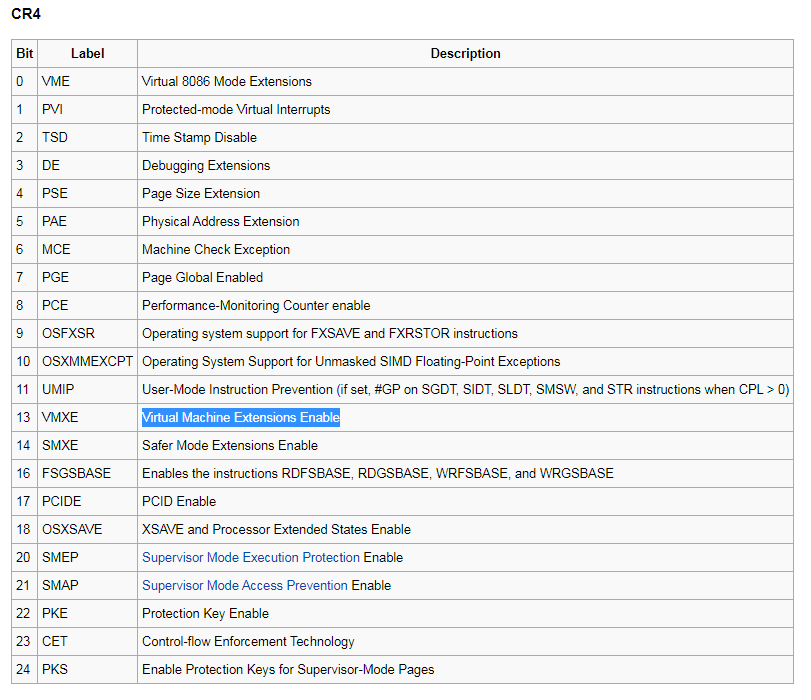 CR4
Bit Label Description
0 VME Virtual 8086 Mode Extensions
1 PVI Protected-mode Virtual Interrupts
2 TSD Time Stamp Disable
3 DE Debugging Extensions
4 PSE Page Size Extension
5 PAE Physical Address Extension
6 MCE Machine Check Exception
7 PGE Page Global Enabled
8 PCE Performance-Monitoring Counter enable
9 OSFXSR Operating system support for FXSAVE and FXRSTOR instructions
10 OSXMMEXCPT Operating System Support for Unmasked SIMD Floating-Point Exceptions
11 UMIP User-Mode Instruction Prevention (if set, #GP on SGDT, SIDT, SLDT, SMSW, and STR instructions when CPL > 0)
13 VMXE Virtual Machine Extensions Enable
14 SMXE Safer Mode Extensions Enable
16 FSGSBASE Enables the instructions RDFSBASE, RDGSBASE, WRFSBASE, and WRGSBASE
17 PCIDE PCID Enable
18 OSXSAVE XSAVE and Processor Extended States Enable
20 SMEP Supervisor Mode Execution Protection Enable
21 SMAP Supervisor Mode Access Prevention Enable
22 PKE Protection Key Enable
23 CET Control-flow Enforcement Technology
24 PKS Enable Protection Keys for Supervisor-Mode Pages